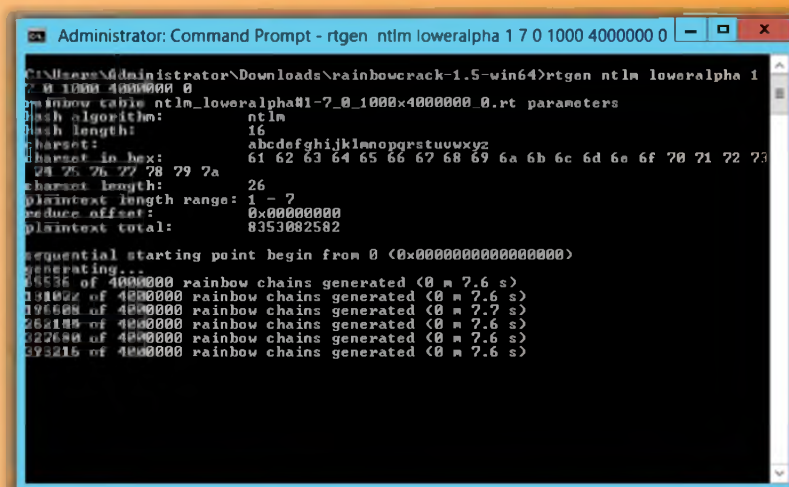 Administrator: Command Prompt - rtgen ntlm loweralpha 1 7 0 1000 4000000 0
C:\Users\Administrator\Downloads\rainbowcrack-1.5-win64>rtgen ntlm loweralpha 1
7 0 1000 4000000 0
rainbow table ntlm_loweralpha#1-7_0_1000x4000000_0.rt parameters
hash algorithm: ntlm
hash length: 16
charset: abcdefghijklmnopqrstuvwxyz
charset in hex: 61 62 63 64 65 66 67 68 69 6a 6b 6c 6d 6e 6f 70 71 72 73
74 75 76 77 78 79 7a
charset length: 26
plaintext length range: 1 - 7
reduce offset: 0x00000000
plaintext total: 8353082582
sequential starting point begin from 0 (0x0000000000000000)
generating...
65536 of 4000000 rainbow chains generated (0 m 7.6 s)
131072 of 4000000 rainbow chains generated (0 m 7.6 s)
196608 of 4000000 rainbow chains generated (0 m 7.7 s)
262144 of 4000000 rainbow chains generated (0 m 7.6 s)
327680 of 4000000 rainbow chains generated (0 m 7.6 s)
393216 of 4000000 rainbow chains generated (0 m 7.6 s)